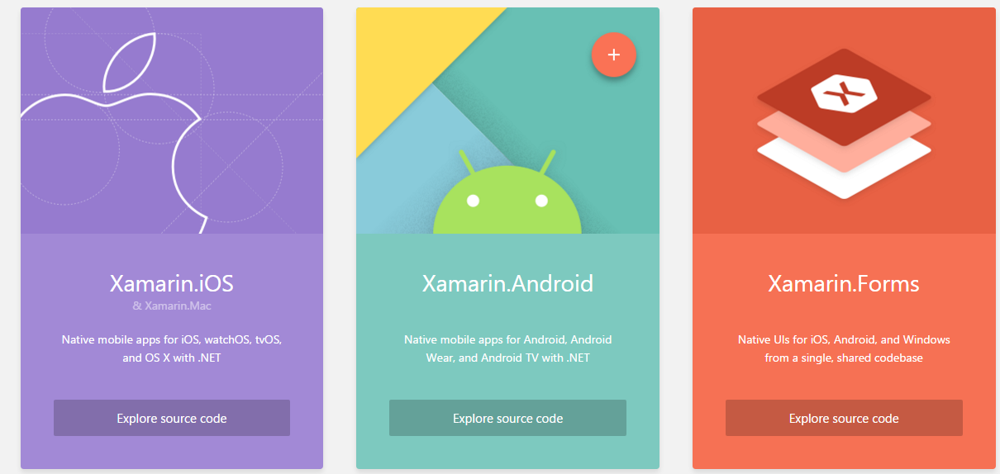 Xamarin.iOS
& Xamarin.Mac
Native mobile apps for iOS, watchOS, tvOS,
and OS X with .NET
Explore source code
Xamarin.Android
Native mobile apps for Android, Android
Wear, and Android TV with .NET
Explore source code
Xamarin.Forms
Native UIs for iOS, Android, and Windows
from a single, shared codebase
Explore source code